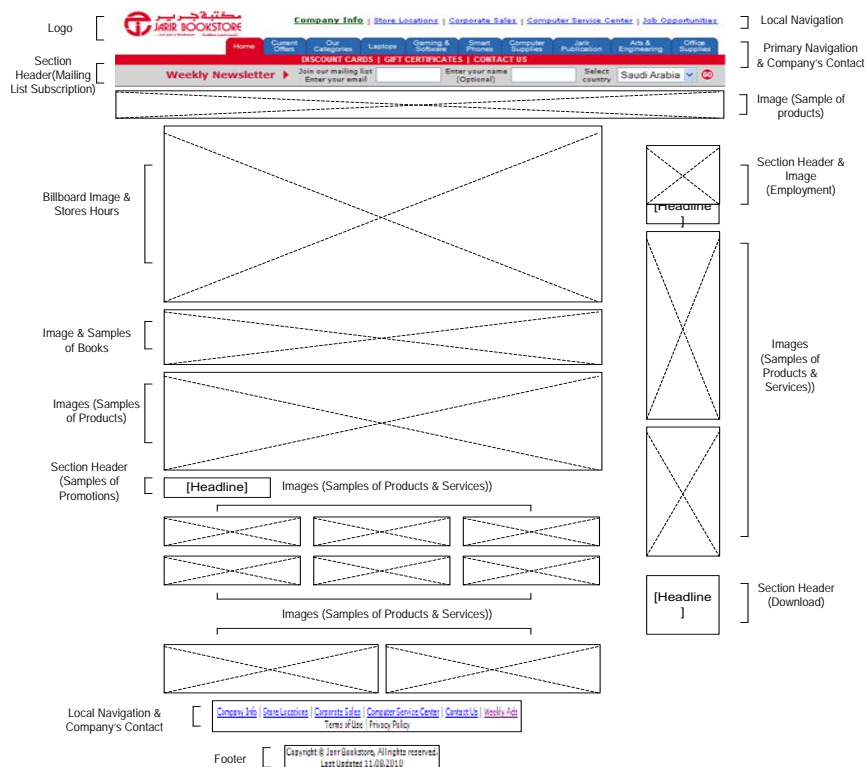 Logo
مكتبة جرير
JARIR BOOKSTORE
...not just a Bookstore
Company Info | Store Locations | Corporate Sales | Computer Service Center | Job Opportunities
Local Navigation
Home
Current Offers
Our Categories
Laptops
Gaming & Software
Smart Phones
Computer Supplies
Jarir Publication
Arts & Engineering
Office Supplies
Primary Navigation
& Company's Contact
DISCOUNT CARDS | GIFT CERTIFICATES | CONTACT US
Section
Header(Mailing
List Subscription)
Weekly Newsletter
Join our mailing list
Enter your email
Enter your name
(Optional)
Select
country
Saudi Arabia
GO
Image (Sample of
products)
Billboard Image &
Stores Hours
Section Header &
Image
(Employment)
[Headline
]
Image & Samples
of Books
Images
(Samples of
Products &
Services))
Images (Samples
of Products)
Section Header
(Samples of
Promotions)
[Headline]
Images (Samples of Products & Services))
[Headline
]
Section Header
(Download)
Images (Samples of Products & Services))
Local Navigation &
Company's Contact
Company Info | Store Locations | Corporate Sales | Computer Service Center | Contact Us | Weekly Ads
Terms of Use | Privacy Policy
Footer
Copyright © Jarir Bookstore, All rights reserved.
Last Updated 11.08.2010